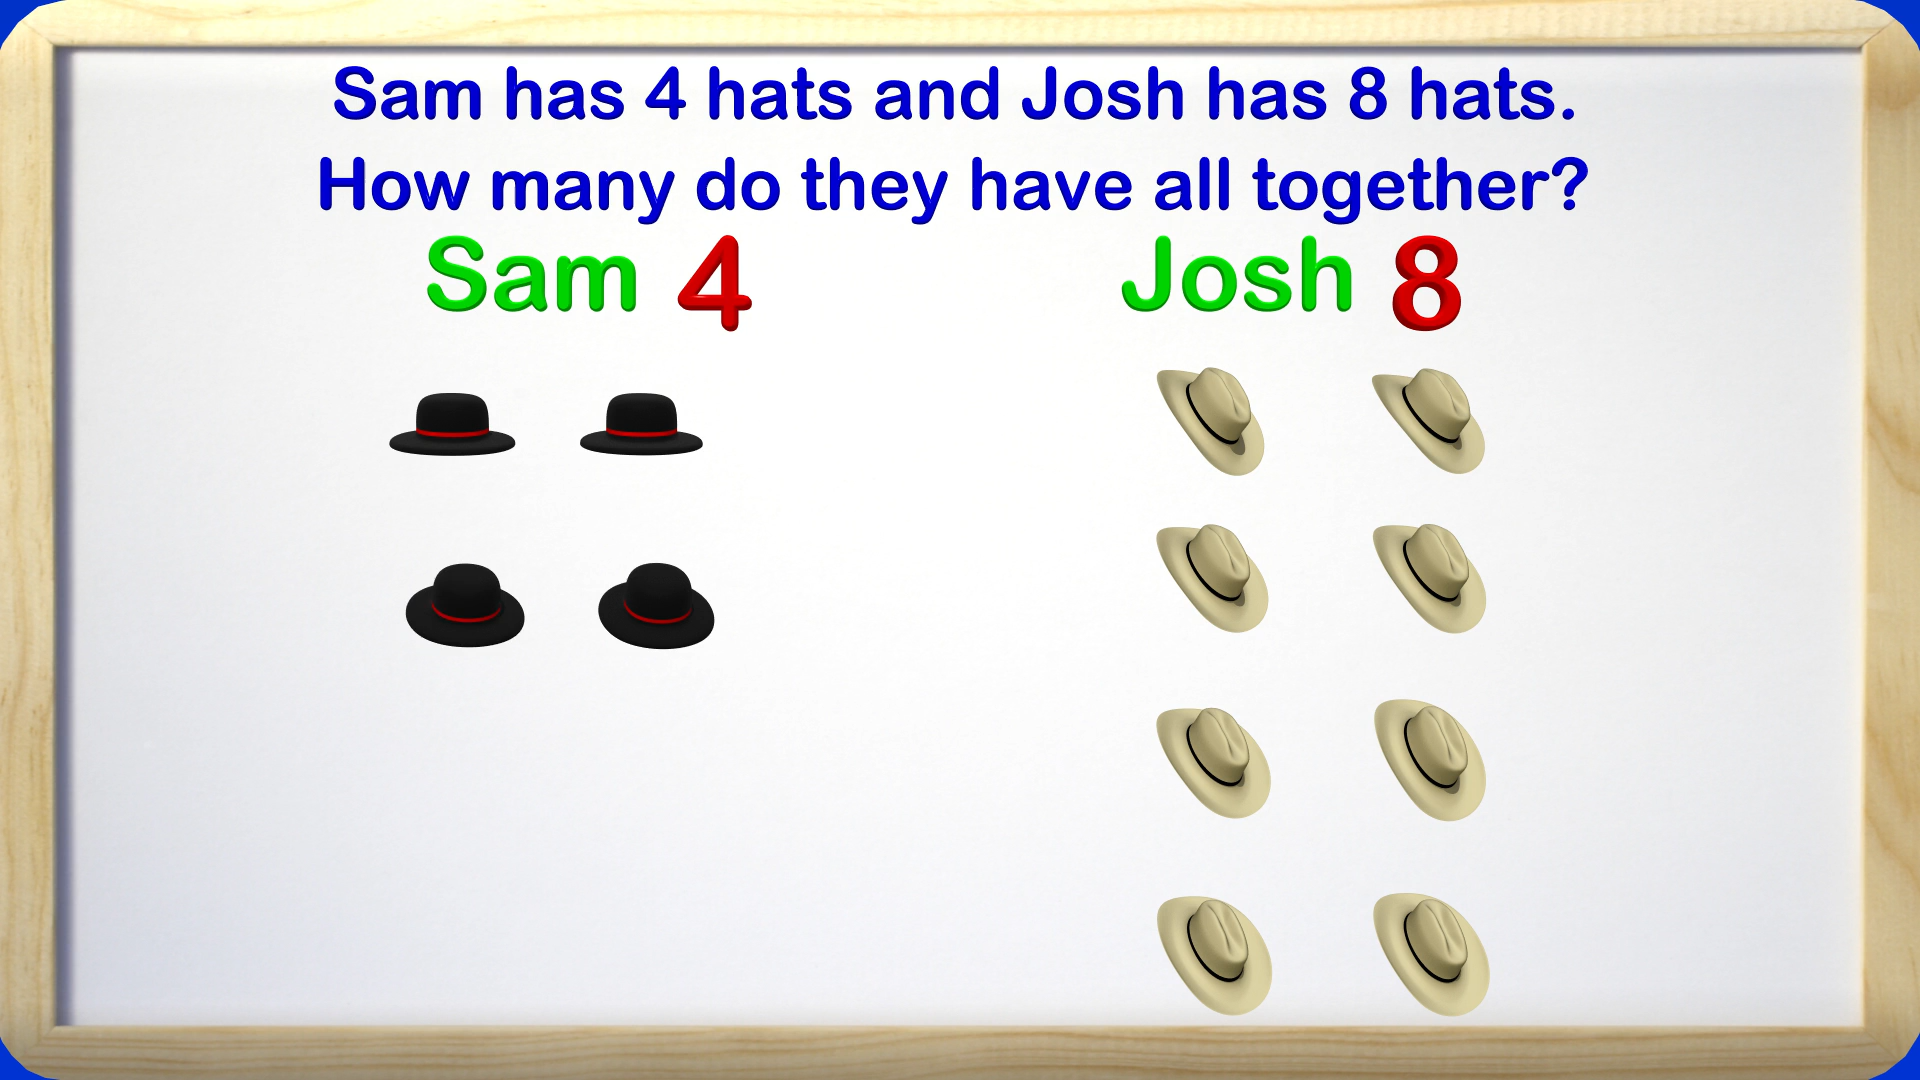 Sam has 4 hats and Josh has 8 hats.
How many do they have all together?
Sam 4
Josh 8